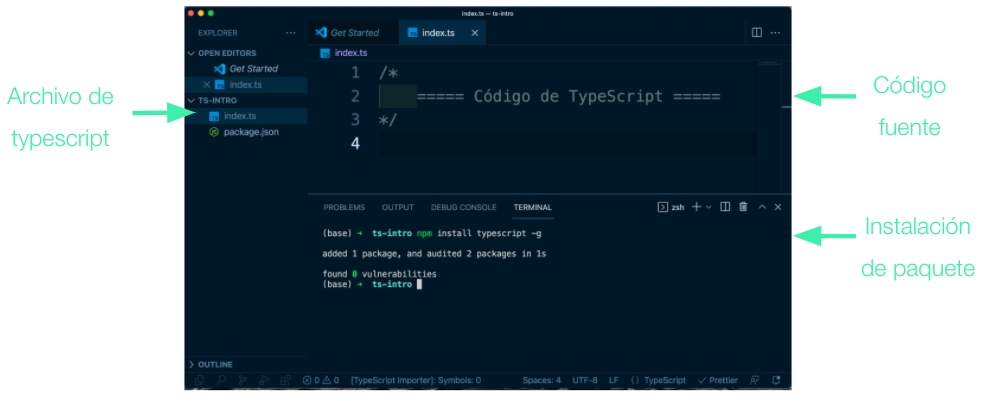 index.ts — ts-intro
EXPLORER
Get Started
index.ts
OPEN EDITORS
Get Started
index.ts
TS-INTRO
index.ts
package.json
OUTLINE
index.ts
1 /*
2 ===== Código de TypeScript =====
3 */
4
PROBLEMS OUTPUT DEBUG CONSOLE TERMINAL
zsh
(base) → ts-intro npm install typescript -g
added 1 package, and audited 2 packages in 1s
found 0 vulnerabilities
(base) → ts-intro
0 0 [TypeScript Importer]: Symbols: 0 Spaces: 4 UTF-8 LF {} TypeScript Prettier
Archivo de
typescript
Código
fuente
Instalación
de paquete